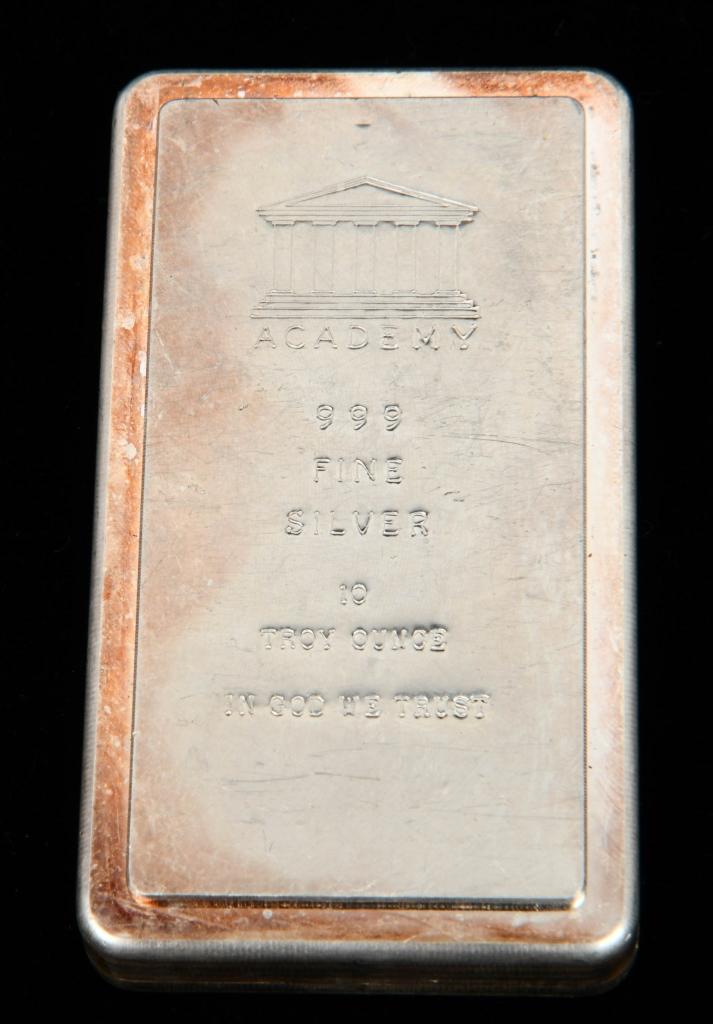 ACADEMY
999
FINE
SILVER
10
TROY OUNCE
IN GOD WE TRUST